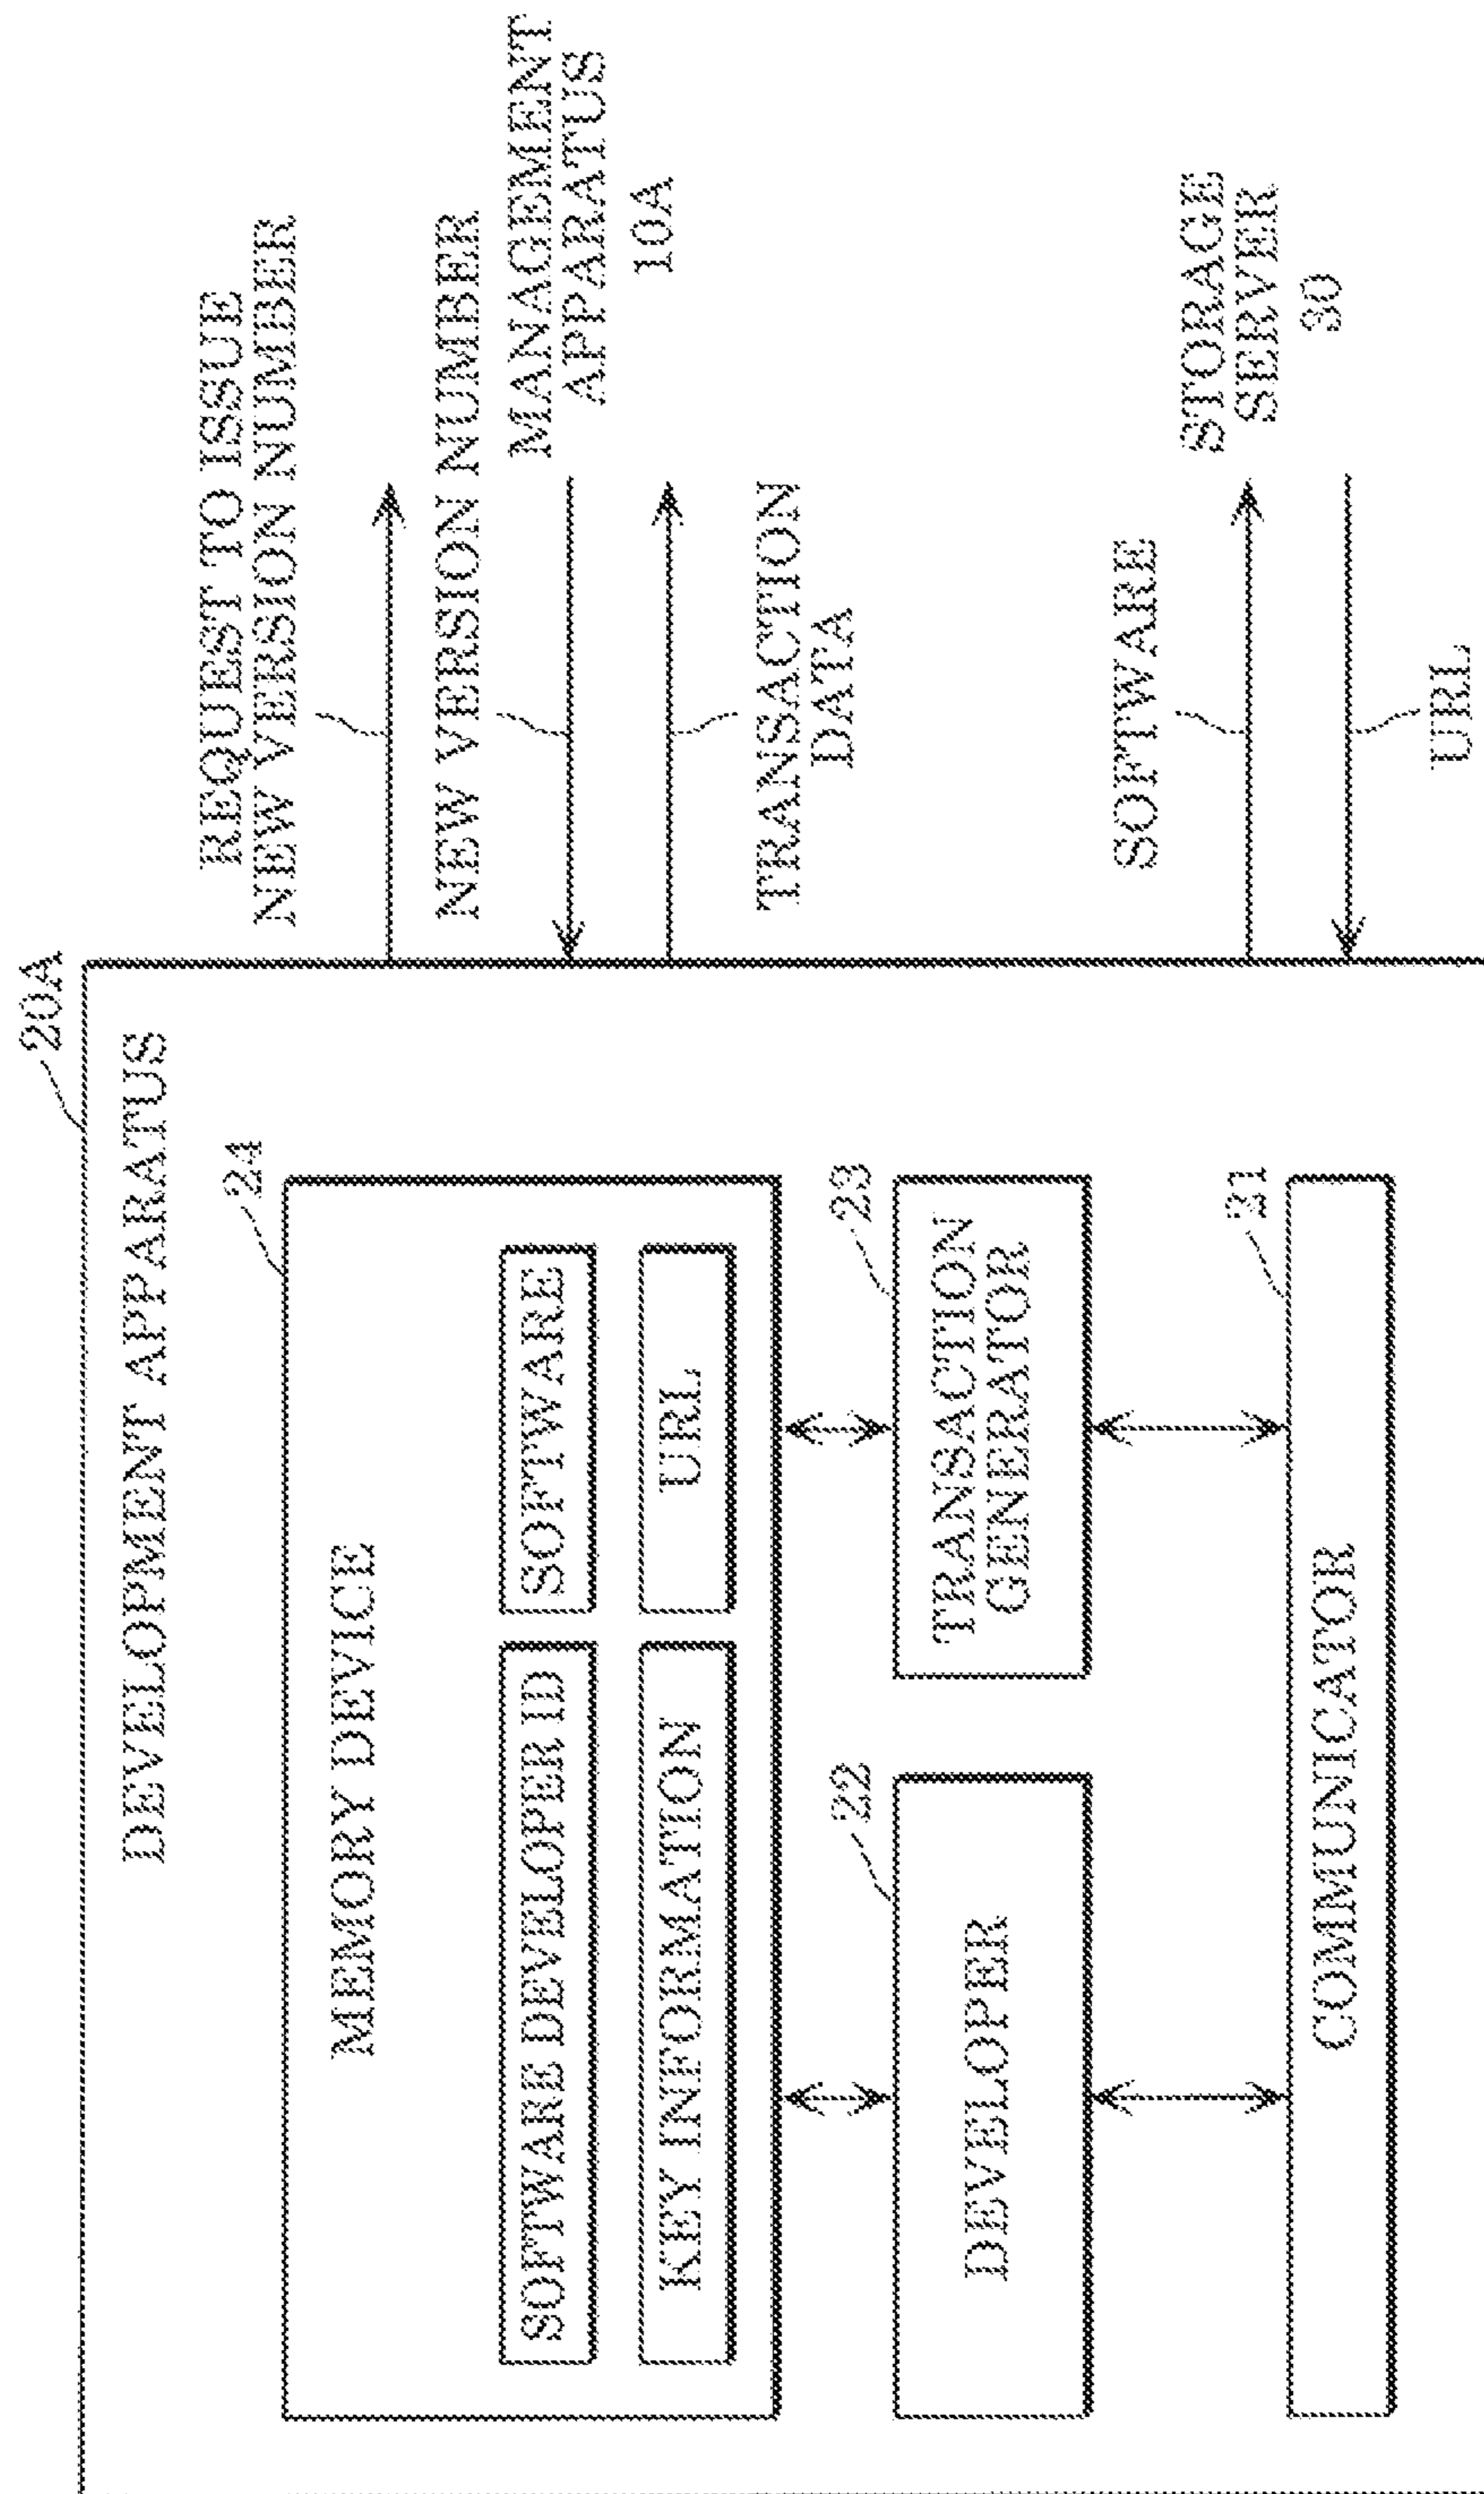 20A
DEVELOPMENT APPARATUS
24
MEMORY DEVICE
SOFTWARE DEVELOPER ID
SOFTWARE
KEY INFORMATION
URL
22
23
DEVELOPER
TRANSACTION
GENERATOR
21
COMMUNICATOR
REQUEST TO ISSUE
NEW VERSION NUMBER
NEW VERSION NUMBER
MANAGEMENT
APPARATUS
10A
TRANSACTION
DATA
SOFTWARE
STORAGE
SERVER
30
URL